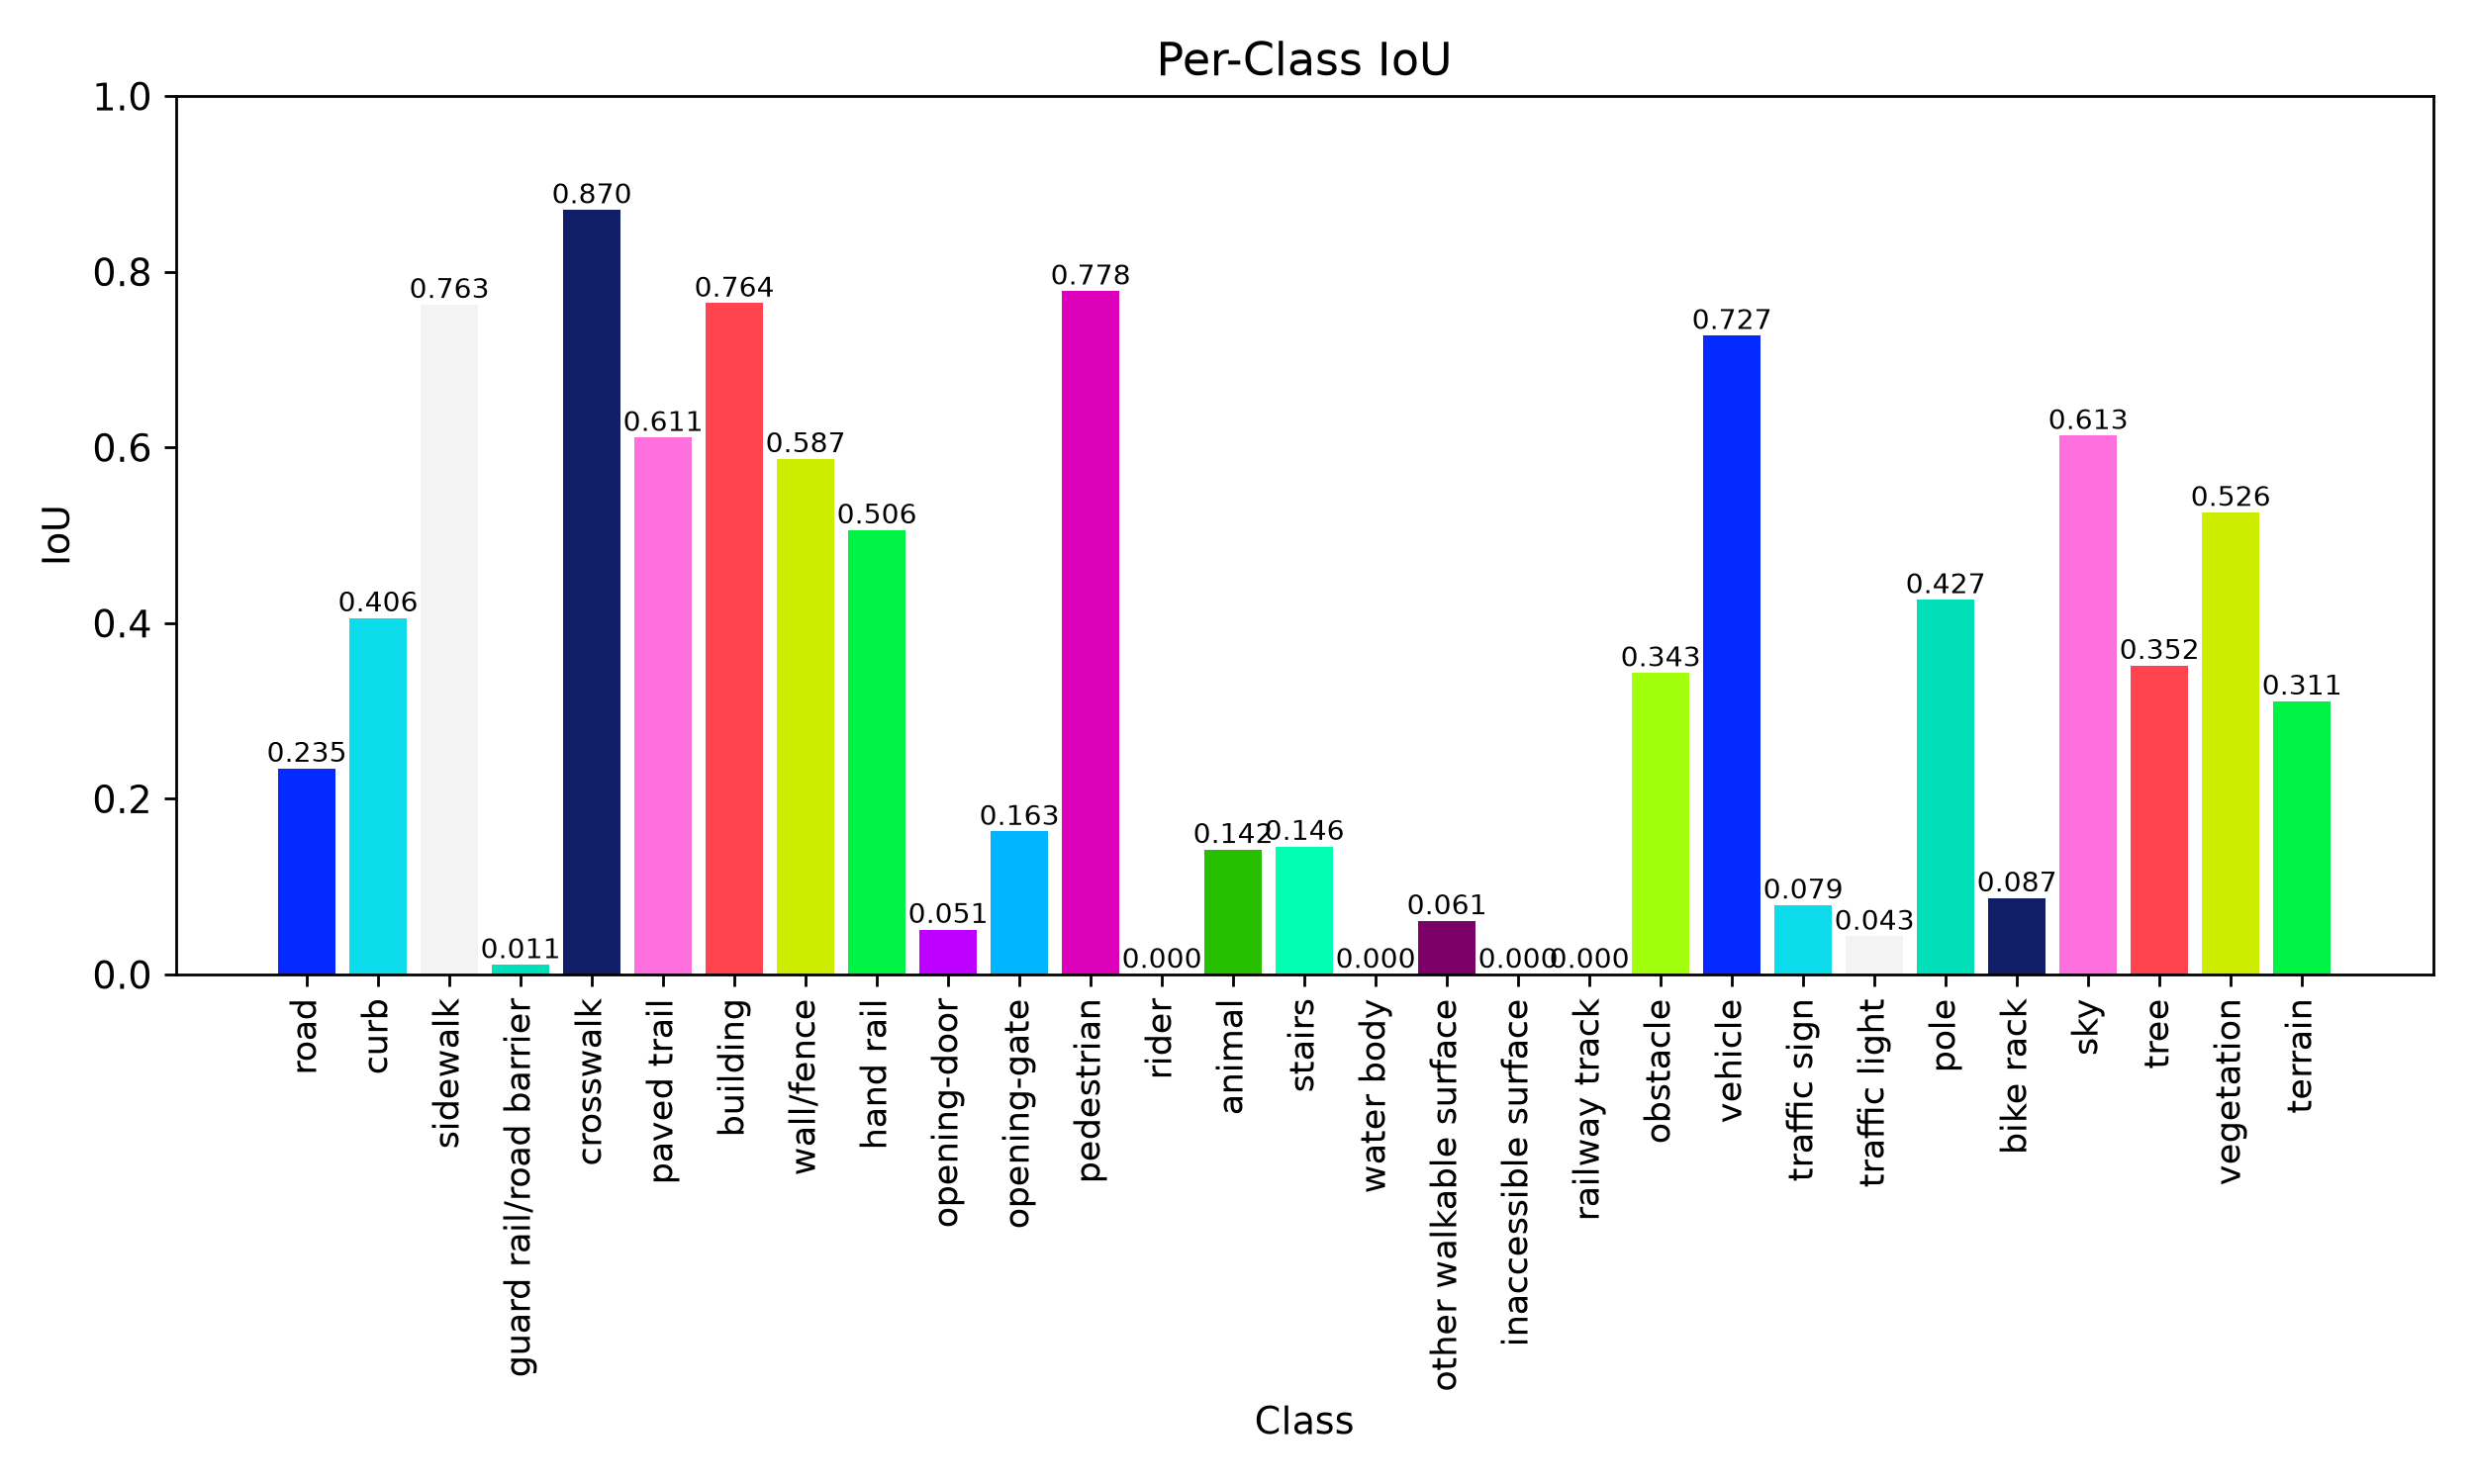 Per-Class IoU
1.0
0.8
0.6
0.4
0.2
0.0
IoU
0.235
0.406
0.763
0.011
0.870
0.611
0.764
0.587
0.506
0.051
0.163
0.778
0.000
0.142
0.146
0.000
0.061
0.000
0.000
0.343
0.727
0.079
0.043
0.427
0.087
0.613
0.352
0.526
0.311
road
curb
sidewalk
guard rail/road barrier
crosswalk
paved trail
building
wall/fence
hand rail
opening-door
opening-gate
pedestrian
rider
animal
stairs
water body
other walkable surface
inaccessible surface
railway track
obstacle
vehicle
traffic sign
traffic light
pole
bike rack
sky
tree
vegetation
terrain
Class